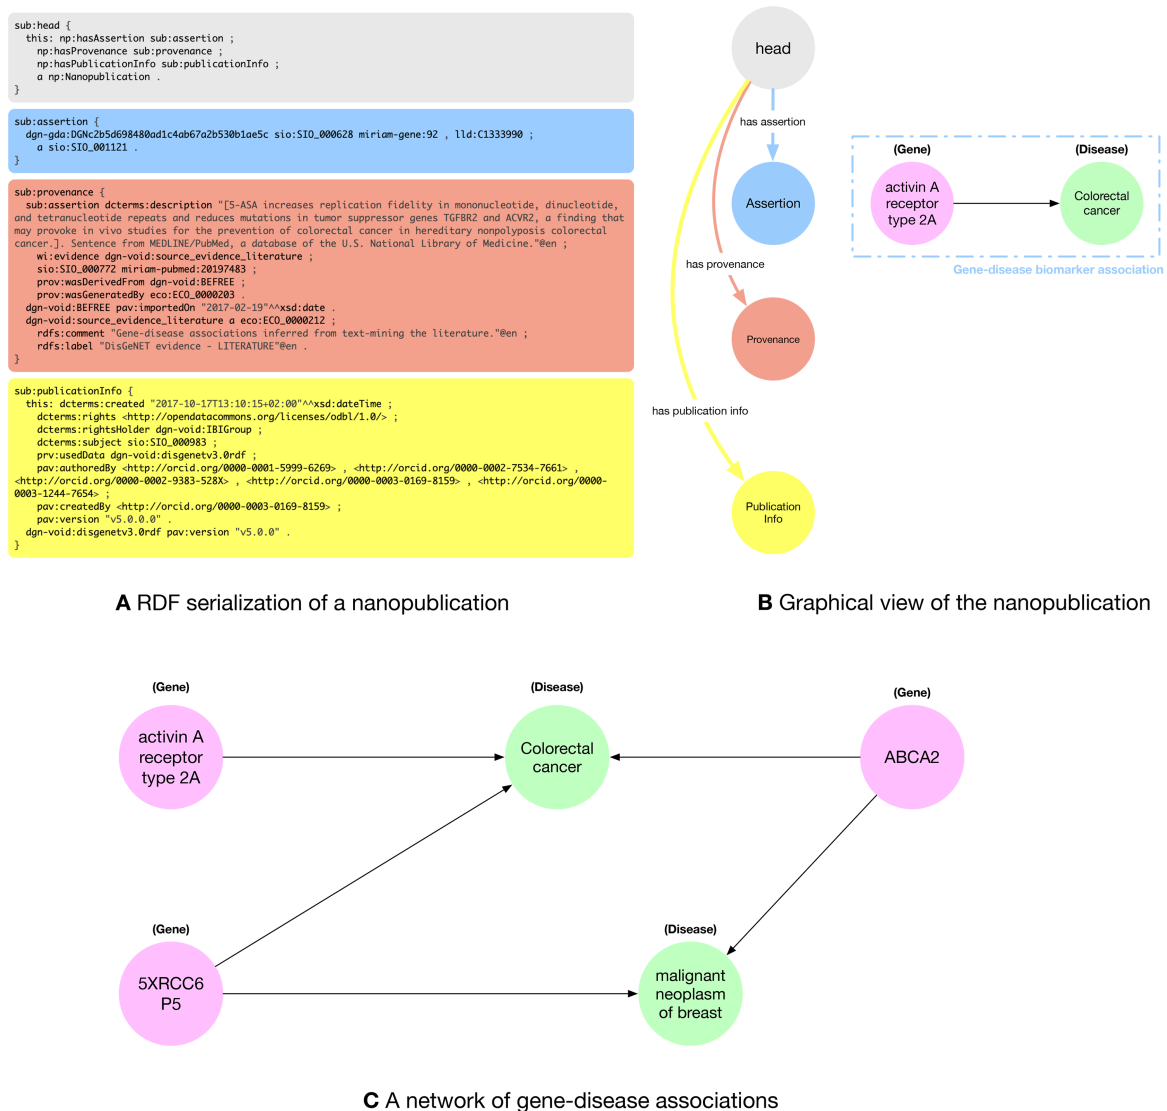 sub:head {
this: np:hasAssertion sub:assertion ;
np:hasProvenance sub:provenance ;
np:hasPublicationInfo sub:publicationInfo ;
a np:Nanopublication .
}
sub:assertion {
dgn-gda:DGNc2b5d698480ad1c4ab67a2b530b1ae5c sio:SIO_000628 miriam-gene:92 , lld:C1333990 ;
a sio:SIO_001121 .
}
sub:provenance {
sub:assertion dcterms:description "[5-ASA increases replication fidelity in mononucleotide, dinucleotide,
and tetranucleotide repeats and reduces mutations in tumor suppressor genes TGFBR2 and ACVR2, a finding that
may provoke in vivo studies for the prevention of colorectal cancer in hereditary nonpolyposis colorectal
cancer.]. Sentence from MEDLINE/PubMed, a database of the U.S. National Library of Medicine."@en ;
wi:evidence dgn-void:source_evidence_literature ;
sio:SIO_000772 miriam-pubmed:20197483 ;
prov:wasDerivedFrom dgn-void:BEFREE ;
prov:wasGeneratedBy eco:ECO_0000203 .
dgn-void:BEFREE pav:importedOn "2017-02-19"^^xsd:date .
dgn-void:source_evidence_literature a eco:ECO_0000212 ;
rdfs:comment "Gene-disease associations inferred from text-mining the literature."@en ;
rdfs:label "DisGeNET evidence - LITERATURE"@en .
}
sub:publicationInfo {
this: dcterms:created "2017-10-17T13:10:15+02:00"^^xsd:dateTime ;
dcterms:rights <http://opendatacommons.org/licenses/odbl/1.0/> ;
dcterms:rightsHolder dgn-void:IBIGroup ;
dcterms:subject sio:SIO_000983 ;
prv:usedData dgn-void:disgenetv3.0rdf ;
pav:authoredBy <http://orcid.org/0000-0001-5999-6269> , <http://orcid.org/0000-0002-7534-7661> ,
<http://orcid.org/0000-0002-9383-528X> , <http://orcid.org/0000-0003-0169-8159> , <http://orcid.org/0000-
0003-1244-7654> ;
pav:createdBy <http://orcid.org/0000-0003-0169-8159> ;
pav:version "v5.0.0.0" .
dgn-void:disgenetv3.0rdf pav:version "v5.0.0" .
}
A RDF serialization of a nanopublication
head
has assertion
Assertion
has provenance
Provenance
has publication info
Publication
Info
(Gene)
activin A
receptor
type 2A
(Disease)
Colorectal
cancer
Gene-disease biomarker association
B Graphical view of the nanopublication
(Gene)
activin A
receptor
type 2A
(Disease)
Colorectal
cancer
(Gene)
ABCA2
(Gene)
5XRCC6
P5
(Disease)
malignant
neoplasm
of breast
C A network of gene-disease associations